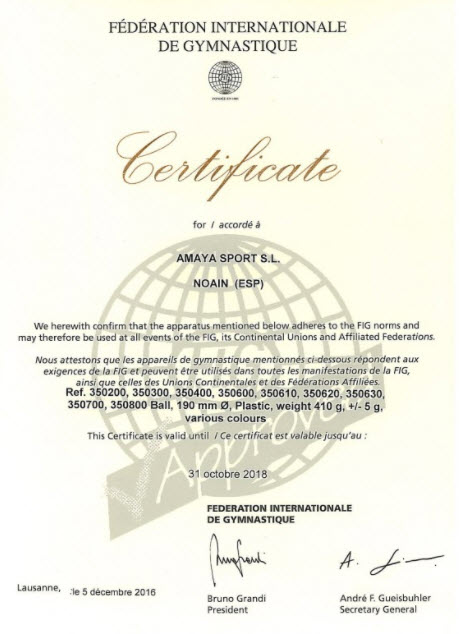 FÉDÉRATION INTERNATIONALE
DE GYMNASTIQUE
Certificate
for / accordé à
AMAYA SPORT S.L.
NOAIN (ESP)
We herewith confirm that the apparatus mentioned below adheres to the FIG norms and
may therefore be used at all events of the FIG, its Continental Unions and Affiliated Federations.
Nous attestons que les appareils de gymnastique mentionnés ci-dessous répondent aux
exigences de la FIG et peuvent être utilisés dans toutes les manifestations de la FIG,
ainsi que celles des Unions Continentales et des Fédérations Affiliées.
Ref. 350200, 350300, 350400, 350600, 350610, 350620, 350630,
350700, 350800 Ball, 190 mm Ø, Plastic, weight 410 g, +/- 5 g,
various colours
This Certificate is valid until / Ce certificat est valable jusqu'au :
Approved
31 octobre 2018
FEDERATION INTERNATIONALE
DE GYMNASTIQUE
Lausanne, le 5 décembre 2016
Bruno Grandi
President
André F. Gueisbuhler
Secretary General